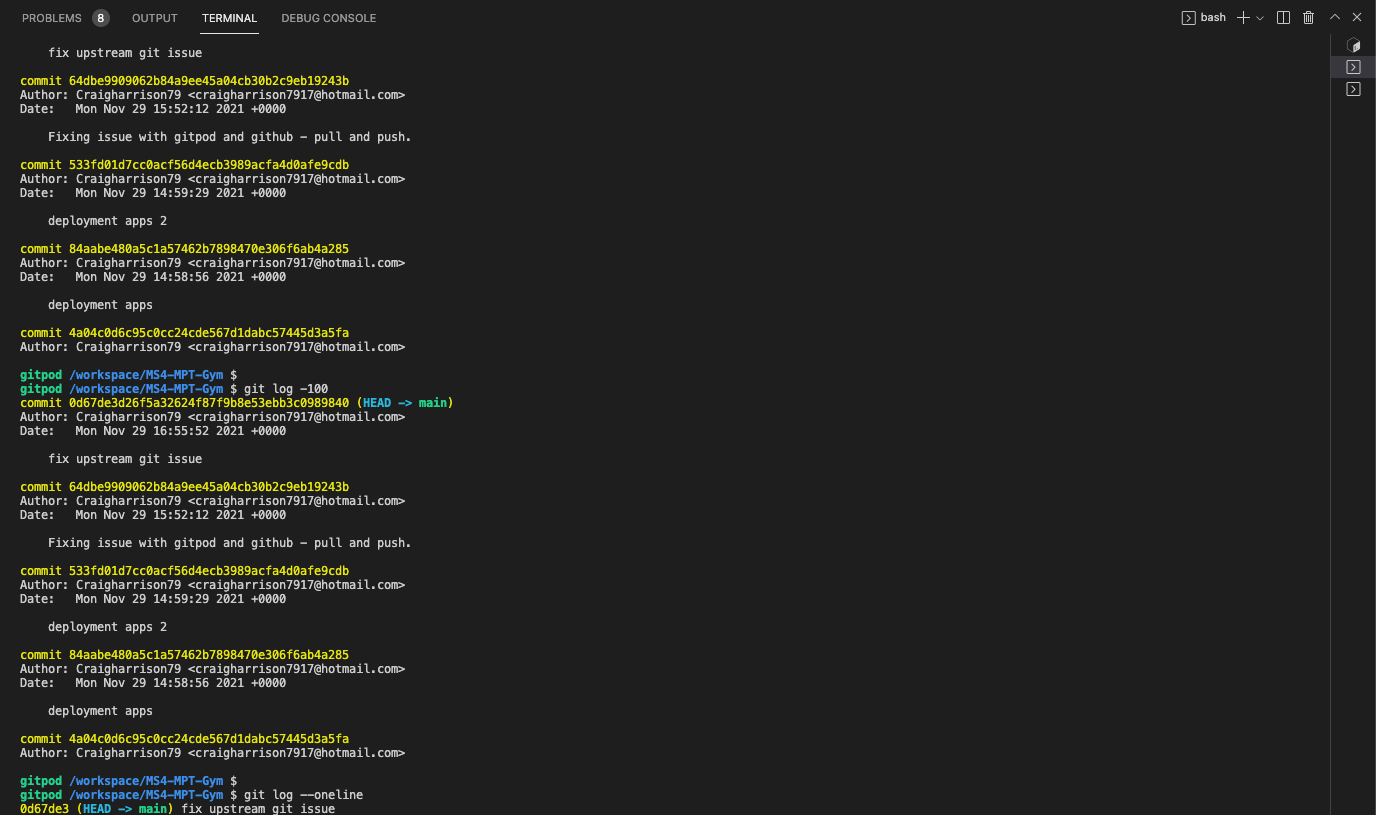 PROBLEMS 8 OUTPUT TERMINAL DEBUG CONSOLE bash
fix upstream git issue
commit 64dbe9909062b84a9ee45a04cb30b2c9eb19243b
Author: Craigharrison79 <craigharrison7917@hotmail.com>
Date:   Mon Nov 29 15:52:12 2021 +0000
Fixing issue with gitpod and github - pull and push.
commit 533fd01d7cc0acf56d4ecb3989acfa4d0afe9cdb
Author: Craigharrison79 <craigharrison7917@hotmail.com>
Date:   Mon Nov 29 14:59:29 2021 +0000
deployment apps 2
commit 84aabe480a5c1a57462b7898470e306f6ab4a285
Author: Craigharrison79 <craigharrison7917@hotmail.com>
Date:   Mon Nov 29 14:58:56 2021 +0000
deployment apps
commit 4a04c0d6c95c0cc24cde567d1dabc57445d3a5fa
Author: Craigharrison79 <craigharrison7917@hotmail.com>
gitpod /workspace/MS4-MPT-Gym $
gitpod /workspace/MS4-MPT-Gym $ git log -100
commit 0d67de3d26f5a32624f87f9b8e53ebb3c0989840 (HEAD -> main)
Author: Craigharrison79 <craigharrison7917@hotmail.com>
Date:   Mon Nov 29 16:55:52 2021 +0000
fix upstream git issue
commit 64dbe9909062b84a9ee45a04cb30b2c9eb19243b
Author: Craigharrison79 <craigharrison7917@hotmail.com>
Date:   Mon Nov 29 15:52:12 2021 +0000
Fixing issue with gitpod and github - pull and push.
commit 533fd01d7cc0acf56d4ecb3989acfa4d0afe9cdb
Author: Craigharrison79 <craigharrison7917@hotmail.com>
Date:   Mon Nov 29 14:59:29 2021 +0000
deployment apps 2
commit 84aabe480a5c1a57462b7898470e306f6ab4a285
Author: Craigharrison79 <craigharrison7917@hotmail.com>
Date:   Mon Nov 29 14:58:56 2021 +0000
deployment apps
commit 4a04c0d6c95c0cc24cde567d1dabc57445d3a5fa
Author: Craigharrison79 <craigharrison7917@hotmail.com>
gitpod /workspace/MS4-MPT-Gym $
gitpod /workspace/MS4-MPT-Gym $ git log --oneline
0d67de3 (HEAD -> main) fix upstream git issue